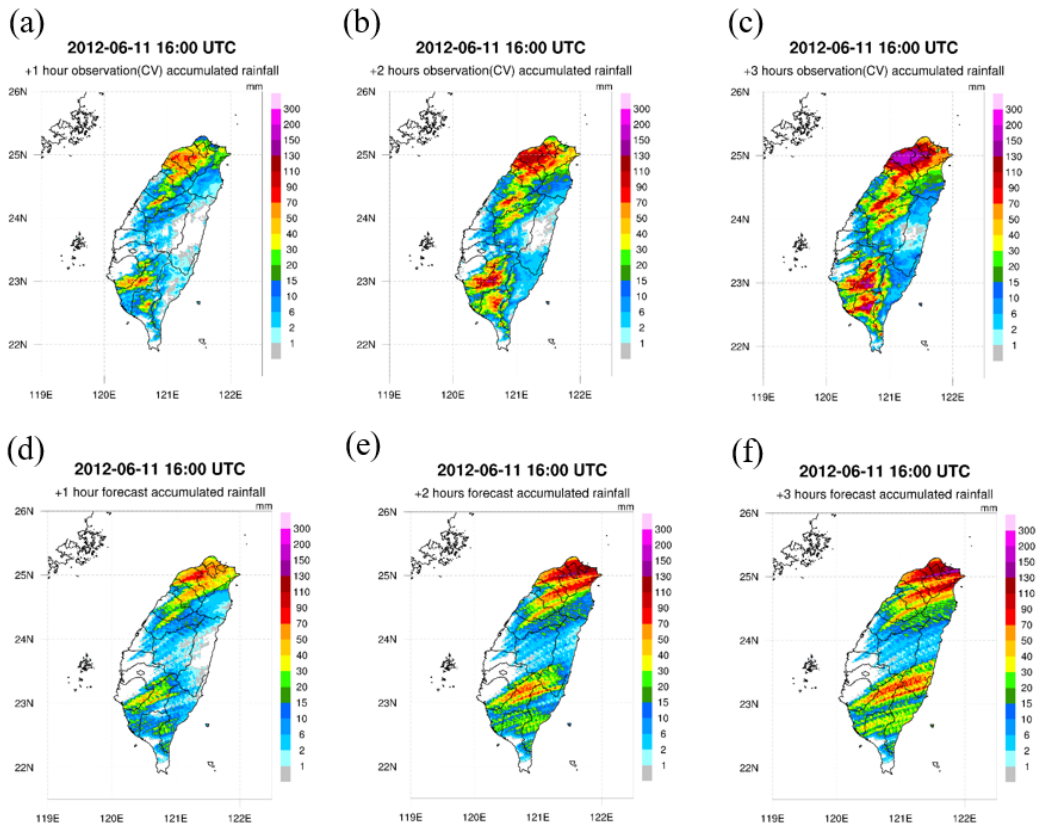 (a)
2012-06-11 16:00 UTC
+1 hour observation(CV) accumulated rainfall
mm
26N
25N
24N
23N
22N
119E 120E 121E 122E
300
200
150
130
110
90
70
50
40
30
20
15
10
6
2
1
(b)
2012-06-11 16:00 UTC
+2 hours observation(CV) accumulated rainfall
mm
26N
25N
24N
23N
22N
119E 120E 121E 122E
300
200
150
130
110
90
70
50
40
30
20
15
10
6
2
1
(c)
2012-06-11 16:00 UTC
+3 hours observation(CV) accumulated rainfall
mm
26N
25N
24N
23N
22N
119E 120E 121E 122E
300
200
150
130
110
90
70
50
40
30
20
15
10
6
2
1
(d)
2012-06-11 16:00 UTC
+1 hour forecast accumulated rainfall
mm
26N
25N
24N
23N
22N
119E 120E 121E 122E
300
200
150
130
110
90
70
50
40
30
20
15
10
6
2
1
(e)
2012-06-11 16:00 UTC
+2 hours forecast accumulated rainfall
mm
26N
25N
24N
23N
22N
119E 120E 121E 122E
300
200
150
130
110
90
70
50
40
30
20
15
10
6
2
1
(f)
2012-06-11 16:00 UTC
+3 hours forecast accumulated rainfall
mm
26N
25N
24N
23N
22N
119E 120E 121E 122E
300
200
150
130
110
90
70
50
40
30
20
15
10
6
2
1